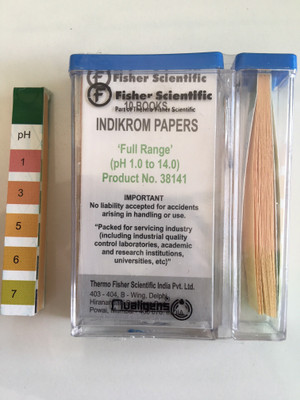 pH
1
3
5
6
7
Fisher Scientific
Fisher Scientific
Part of Thermo Fisher Scientific
10 BOOKS
INDIKROM PAPERS
'Full Range'
(pH 1.0 to 14.0)
Product No. 38141
IMPORTANT
No liability accepted for accidents
arising in handling or use.
"Packed for servicing industry
(including industrial quality
control laboratories, academic
and research institutions,
universities, etc)"
Thermo Fisher Scientific India Pvt. Ltd.
403 - 404, B - Wing, Delphi,
Hirana
Powai,
Qualigens